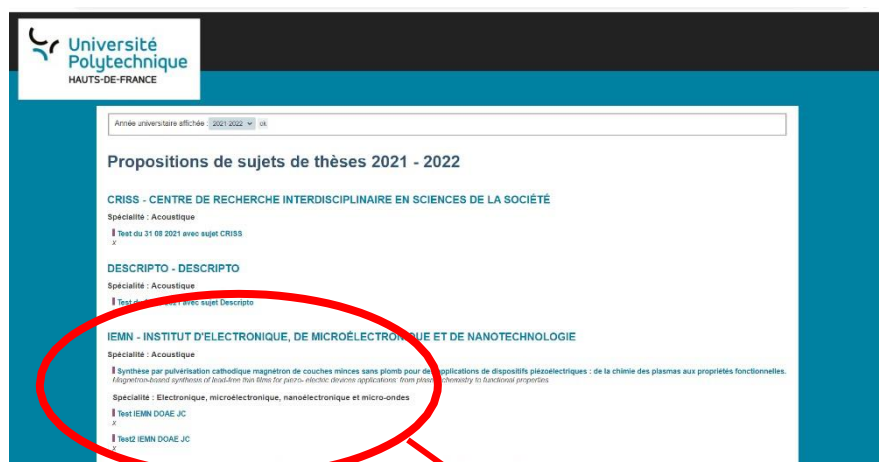 Université
Polytechnique
HAUTS-DE-FRANCE
Année universitaire affichée : 2021-2022 ok
Propositions de sujets de thèses 2021 - 2022
CRISS - CENTRE DE RECHERCHE INTERDISCIPLINAIRE EN SCIENCES DE LA SOCIÉTÉ
Spécialité : Acoustique
Test du 31 08 2021 avec sujet CRISS
x
DESCRIPTO - DESCRIPTO
Spécialité : Acoustique
Test avec sujet Descripto
IEMN - INSTITUT D'ELECTRONIQUE, DE MICROÉLECTRONIQUE ET DE NANOTECHNOLOGIE
Spécialité : Acoustique
Synthèse par pulvérisation cathodique magnétron de couches minces sans plomb pour des applications de dispositifs piézoélectriques : de la chimie des plasmas aux propriétés fonctionnelles.
Magnetron-based synthesis of lead-free thin films for piezo- electric devices applications: from plasma chemistry to functional properties
Spécialité : Electronique, microélectronique, nanoélectronique et micro-ondes
Test IEMN DOAE JC
x
Test2 IEMN DOAE JC
x